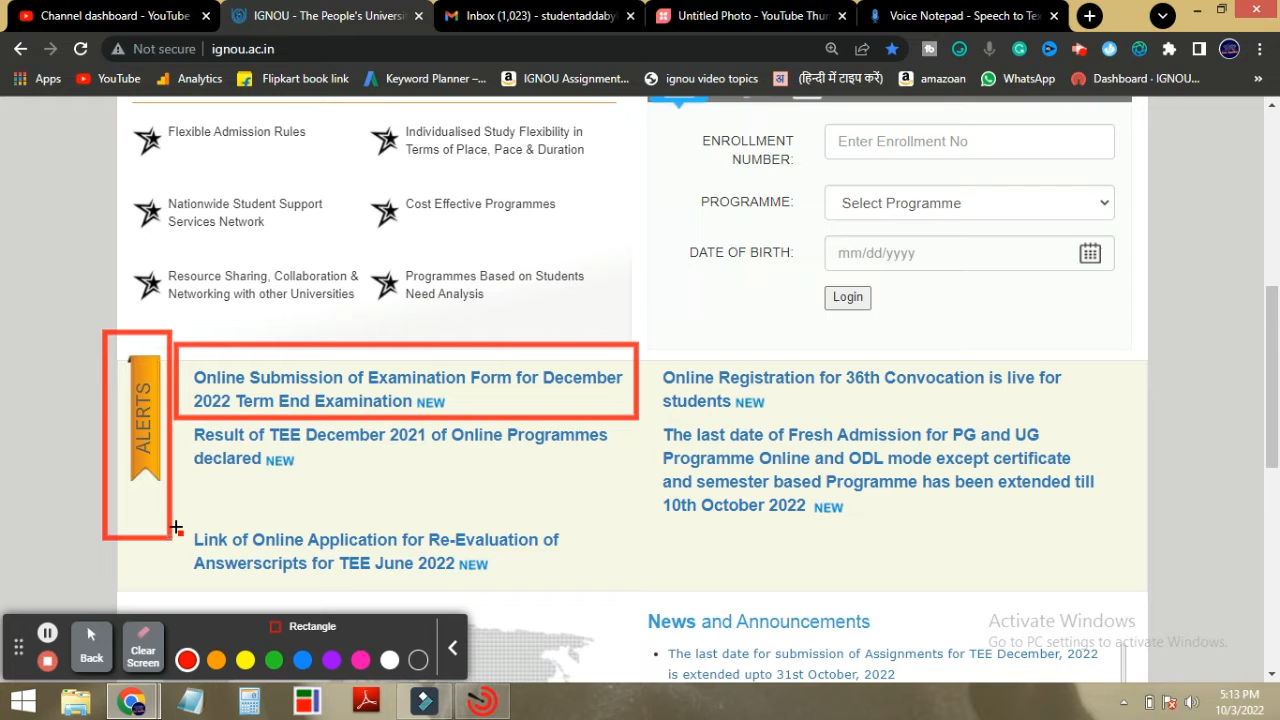 Channel dashboard - YouTube
IGNOU - The People's Univers
Inbox (1,023) - studentaddaby
Untitled Photo - YouTube Thu
Voice Notepad - Speech to Te
Not secure
ignou.ac.in
Apps
YouTube
Analytics
Flipkart book link
Keyword Planner –...
IGNOU Assignment...
ignou video topics
(हिन्दी में टाइप करें)
amazoan
WhatsApp
Dashboard - IGNOU...
»
Flexible Admission Rules
Individualised Study Flexibility in
Terms of Place, Pace & Duration
Nationwide Student Support
Services Network
Cost Effective Programmes
Resource Sharing, Collaboration &
Networking with other Universities
Programmes Based on Students
Need Analysis
ENROLLMENT
NUMBER:
Enter Enrollment No
PROGRAMME:
Select Programme
DATE OF BIRTH:
mm/dd/yyyy
Login
ALERTS
Online Submission of Examination Form for December
2022 Term End Examination NEW
Result of TEE December 2021 of Online Programmes
declared NEW
Link of Online Application for Re-Evaluation of
Answerscripts for TEE June 2022 NEW
Online Registration for 36th Convocation is live for
students NEW
The last date of Fresh Admission for PG and UG
Programme Online and ODL mode except certificate
and semester based Programme has been extended till
10th October 2022 NEW
News and Announcements
The last date for submission of Assignments for TEE December, 2022
is extended upto 31st October, 2022
Activate Windows
Go to PC settings to activate Windows.
Rectangle
Back
Clear
Screen
5:13 PM
10/3/2022